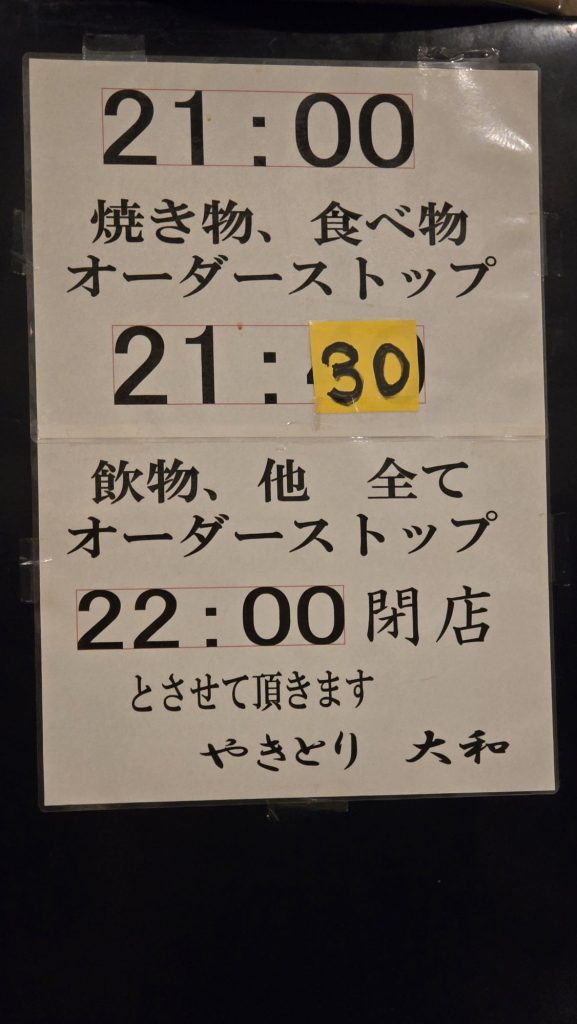 21:00
焼き物、食べ物
オーダーストップ
21:30
飲物、他　全て
オーダーストップ
22:00 閉店
とさせて頂きます
やきとり　大和